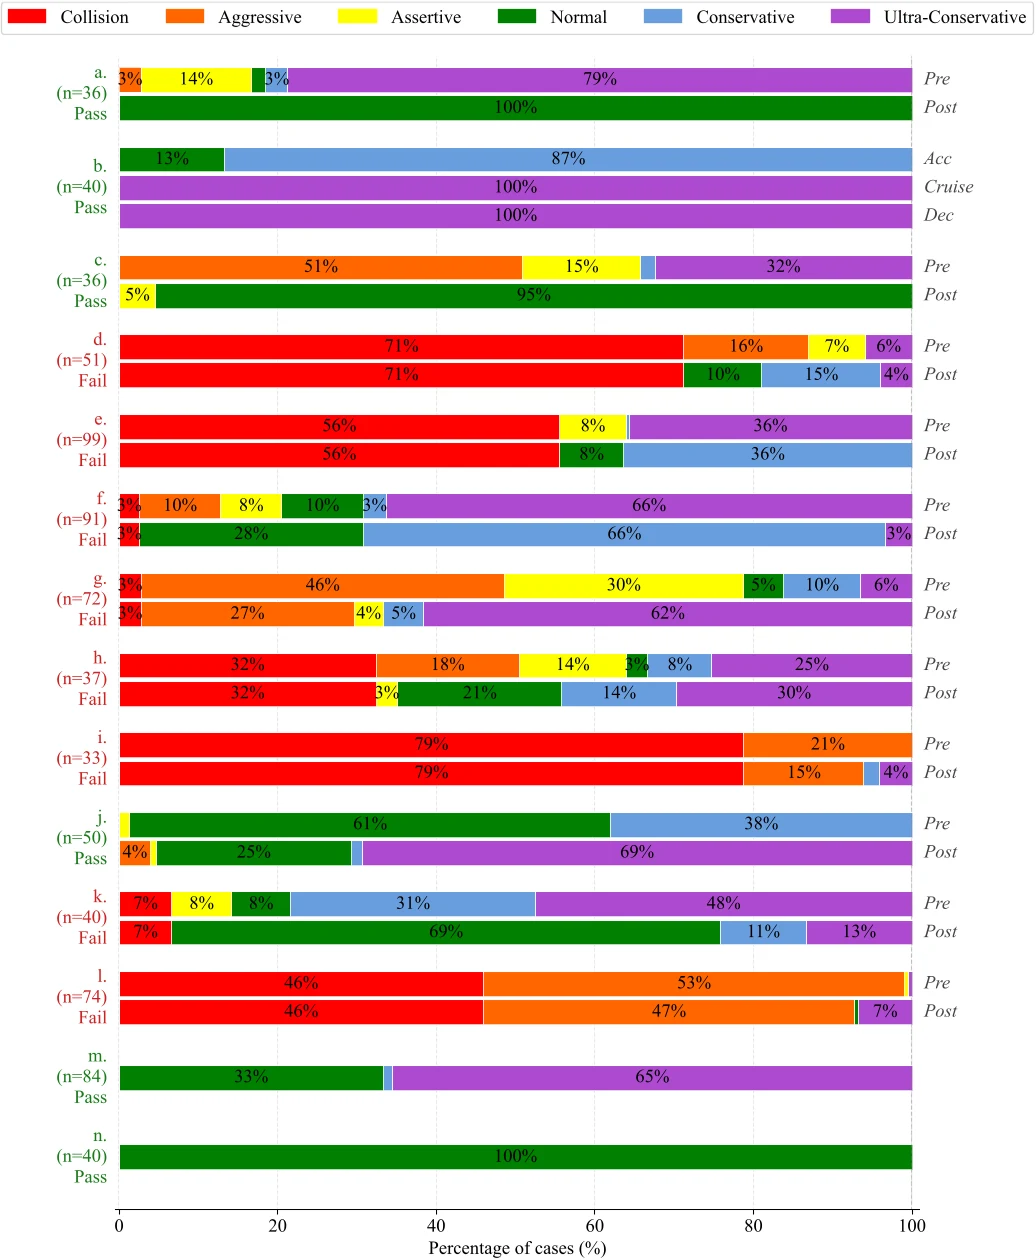 Collision Aggressive Assertive Normal Conservative Ultra-Conservative
a.
(n=36)
Pass
3% 14% 3% 79% Pre
100% Post
b.
(n=40)
Pass
13% 87% Acc
100% Cruise
100% Dec
c.
(n=36)
Pass
51% 15% 32% Pre
5% 95% Post
d.
(n=51)
Fail
71% 16% 7% 6% Pre
71% 10% 15% 4% Post
e.
(n=99)
Fail
56% 8% 36% Pre
56% 8% 36% Post
f.
(n=91)
Fail
3% 10% 8% 10% 3% 66% Pre
3% 28% 66% 3% Post
g.
(n=72)
Fail
3% 46% 30% 5% 10% 6% Pre
3% 27% 4% 5% 62% Post
h.
(n=37)
Fail
32% 18% 14% 3% 8% 25% Pre
32% 3% 21% 14% 30% Post
i.
(n=33)
Fail
79% 21% Pre
79% 15% 4% Post
j.
(n=50)
Pass
61% 38% Pre
4% 25% 69% Post
k.
(n=40)
Fail
7% 8% 8% 31% 48% Pre
7% 69% 11% 13% Post
l.
(n=74)
Fail
46% 53% Pre
46% 47% 7% Post
m.
(n=84)
Pass
33% 65%
n.
(n=40)
Pass
100%
0 20 40 60 80 100
Percentage of cases (%)